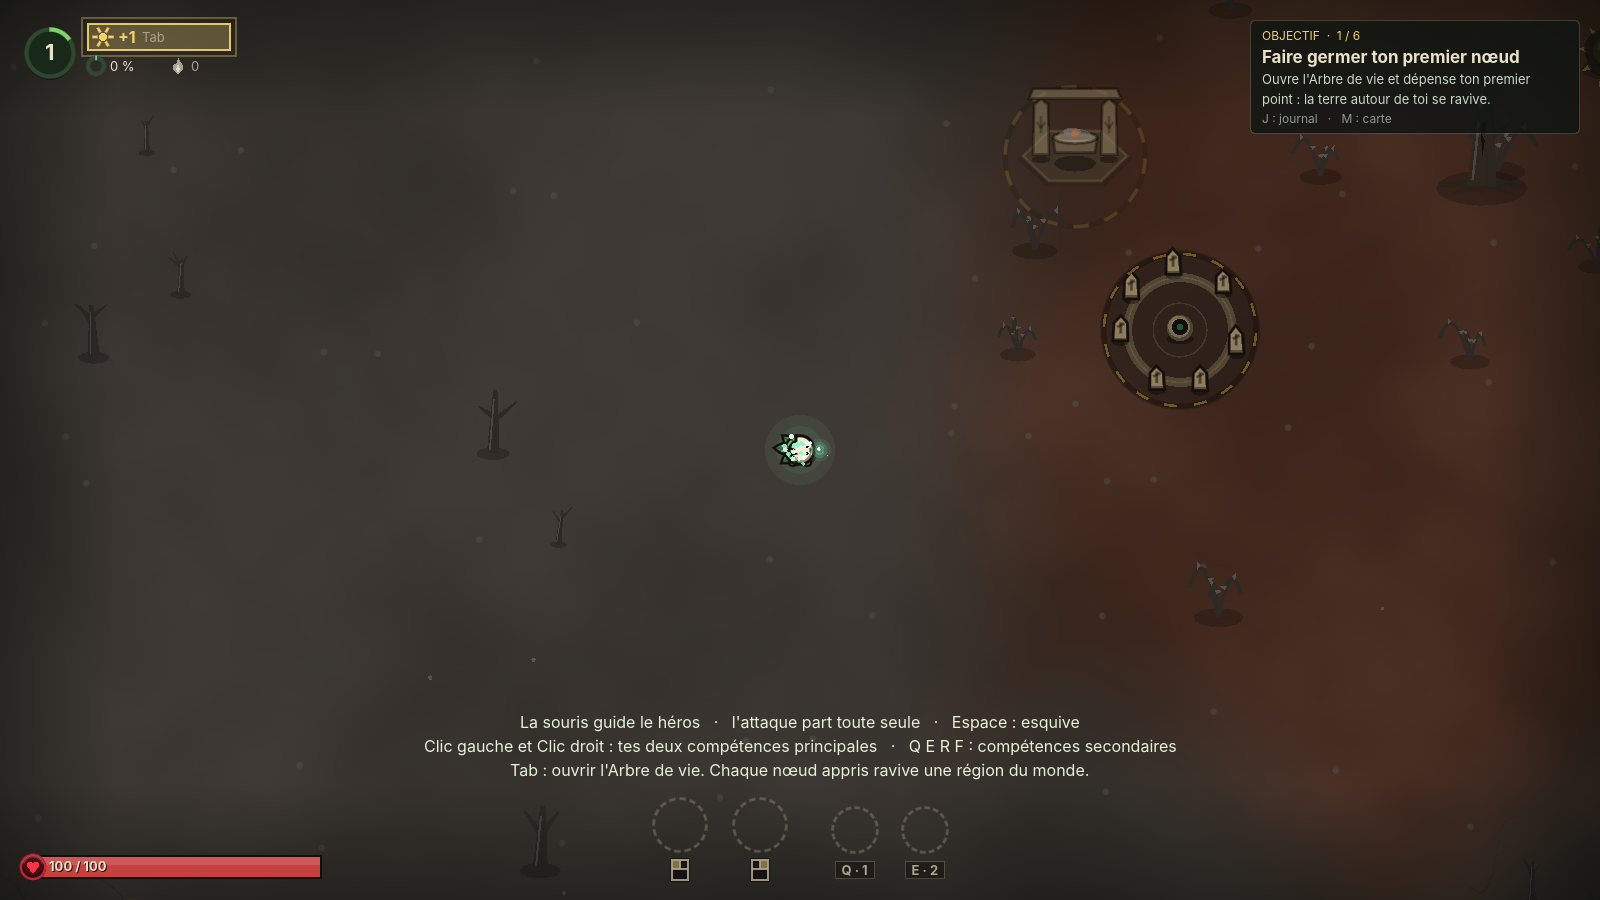 1
+1 Tab
0 %
0
OBJECTIF · 1 / 6
Faire germer ton premier nœud
Ouvre l'Arbre de vie et dépense ton premier
point : la terre autour de toi se ravive.
J : journal · M : carte
La souris guide le héros · l'attaque part toute seule · Espace : esquive
Clic gauche et Clic droit : tes deux compétences principales · Q E R F : compétences secondaires
Tab : ouvrir l'Arbre de vie. Chaque nœud appris ravive une région du monde.
100 / 100
Q · 1
E · 2